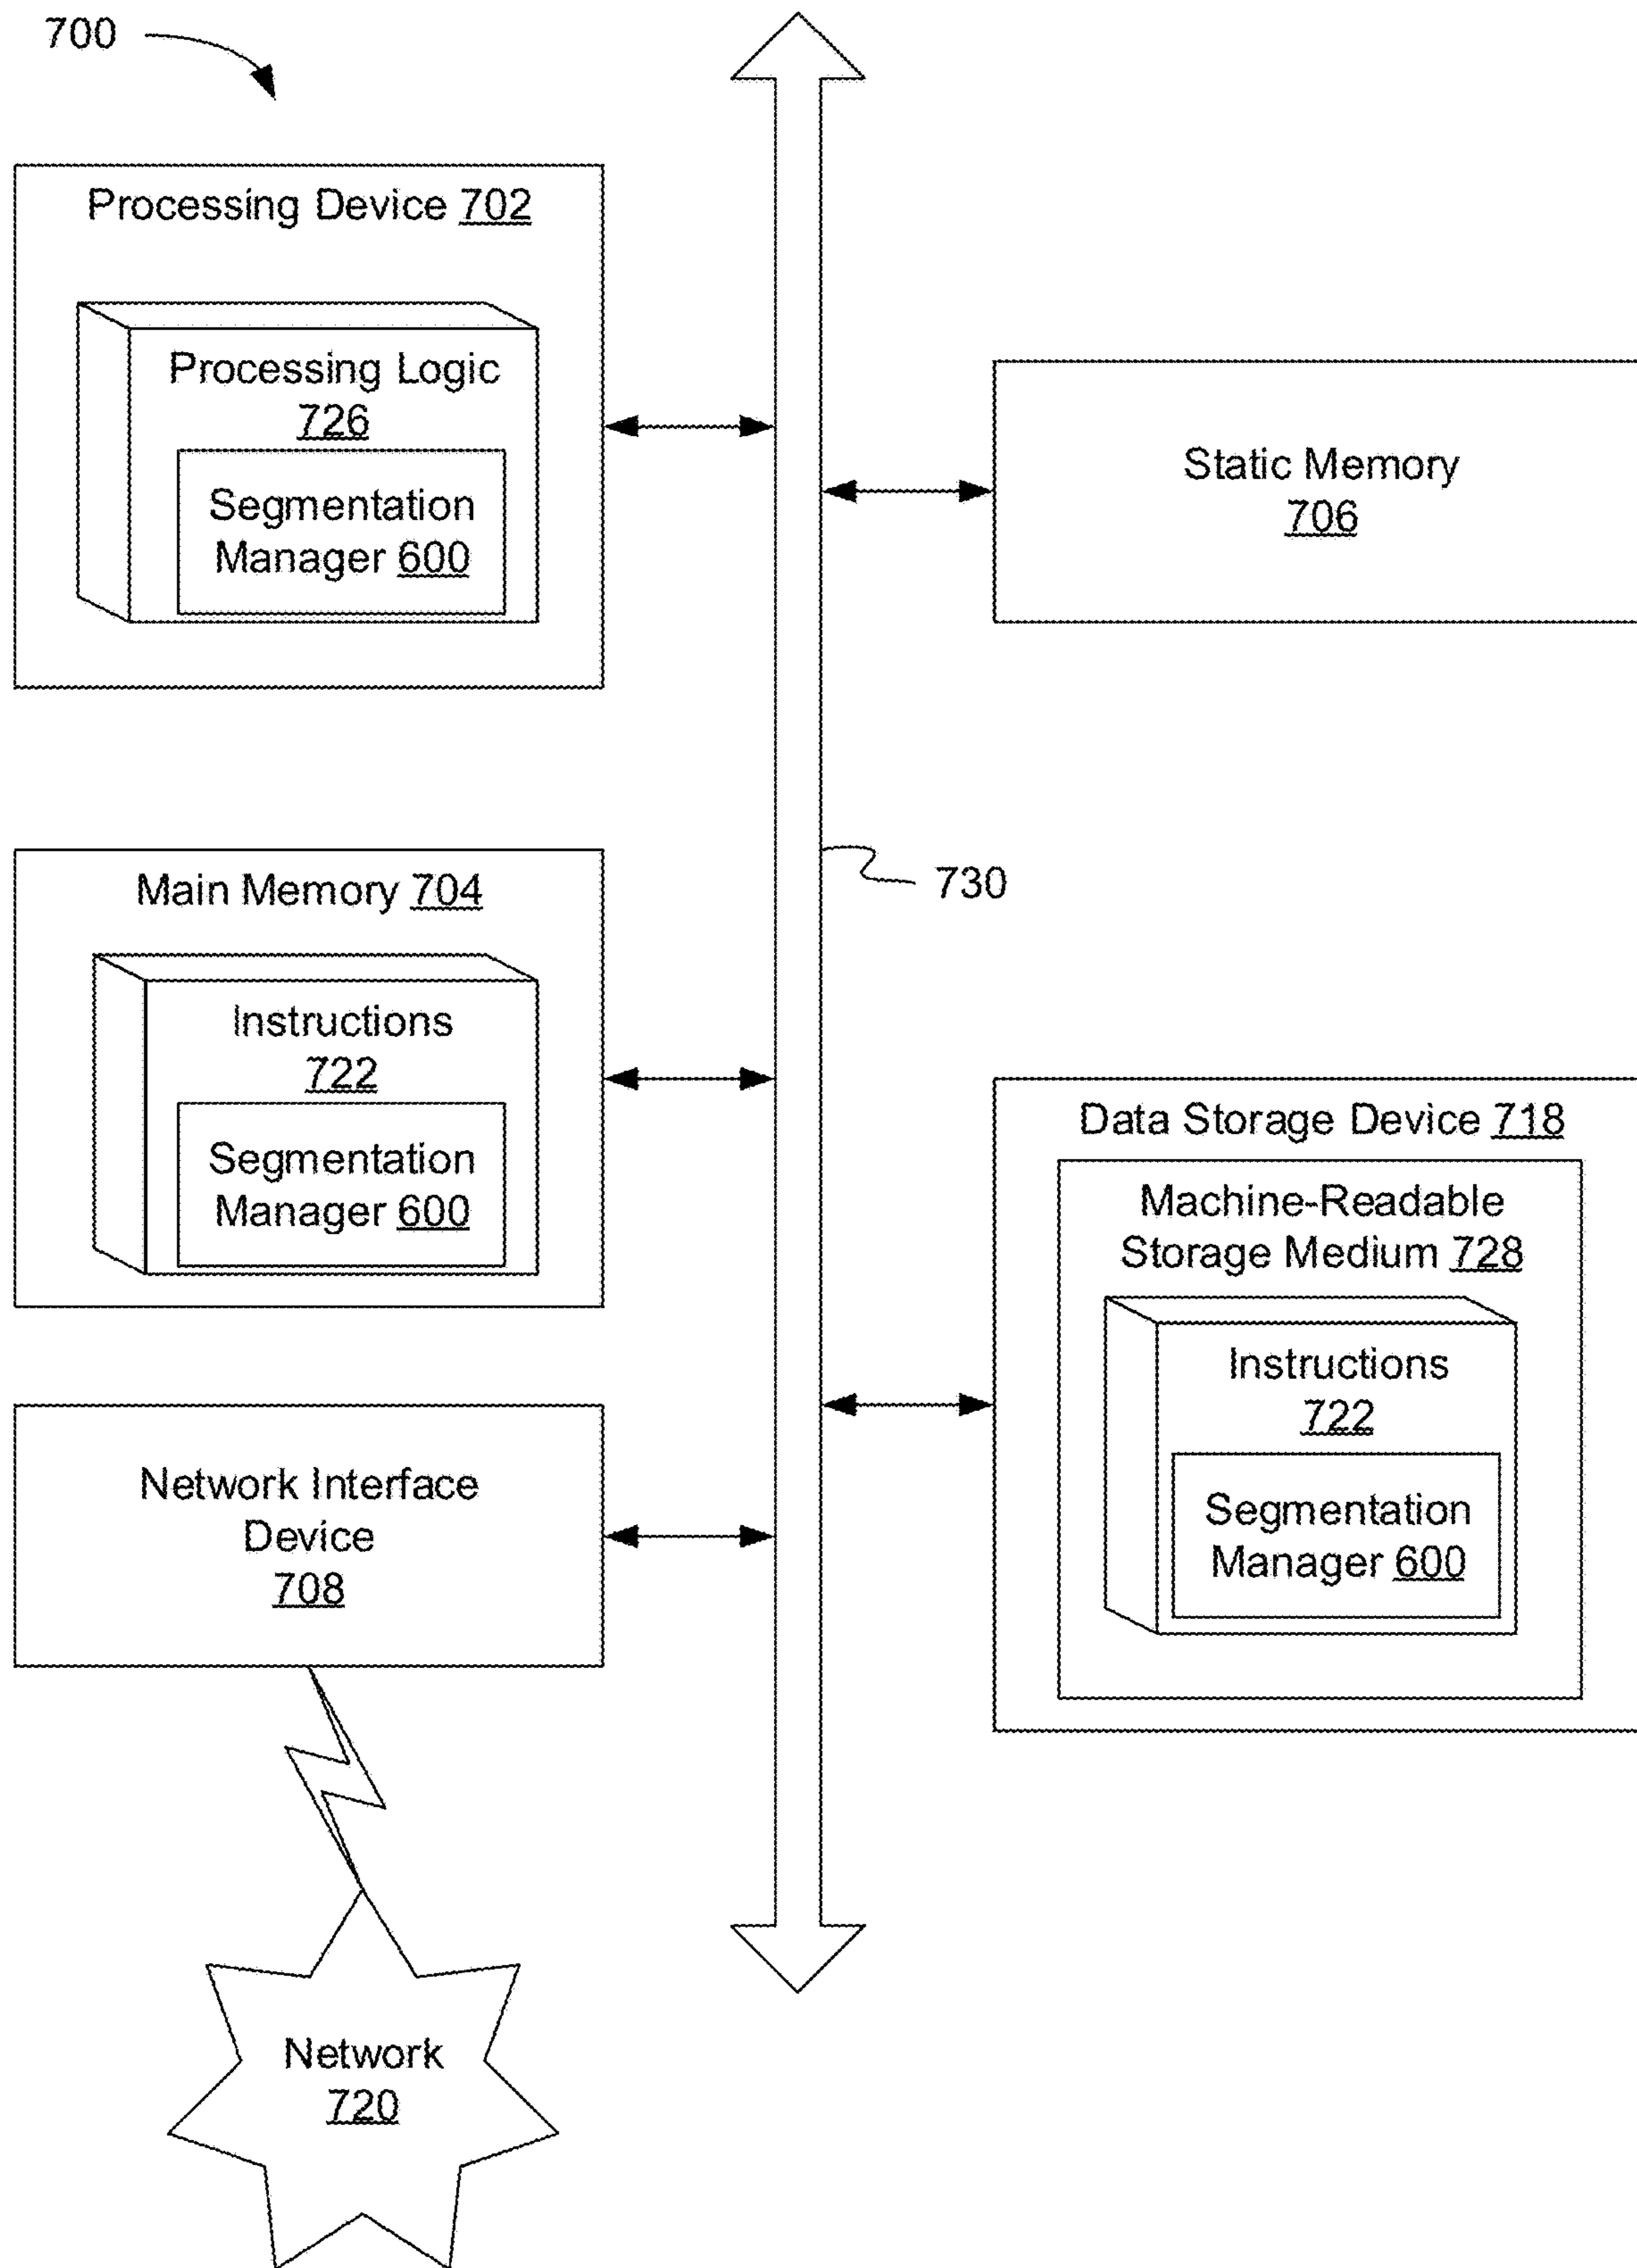 700
Processing Device 702
Processing Logic
726
Segmentation
Manager 600
Static Memory
706
Main Memory 704
730
Instructions
722
Segmentation
Manager 600
Data Storage Device 718
Machine-Readable
Storage Medium 728
Instructions
722
Segmentation
Manager 600
Network Interface
Device
708
Network
720